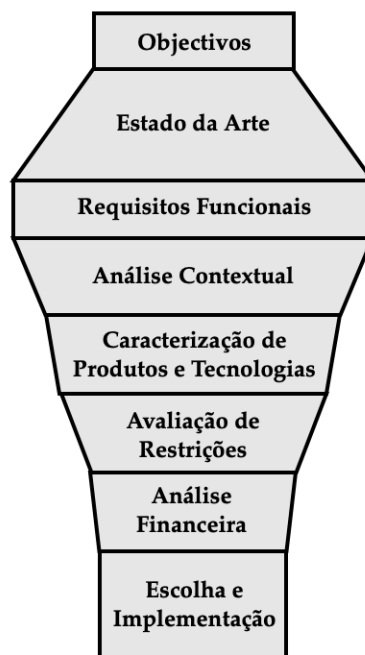 Objectivos
Estado da Arte
Requisitos Funcionais
Análise Contextual
Caracterização de
Produtos e Tecnologias
Avaliação de
Restrições
Análise
Financeira
Escolha e
Implementação